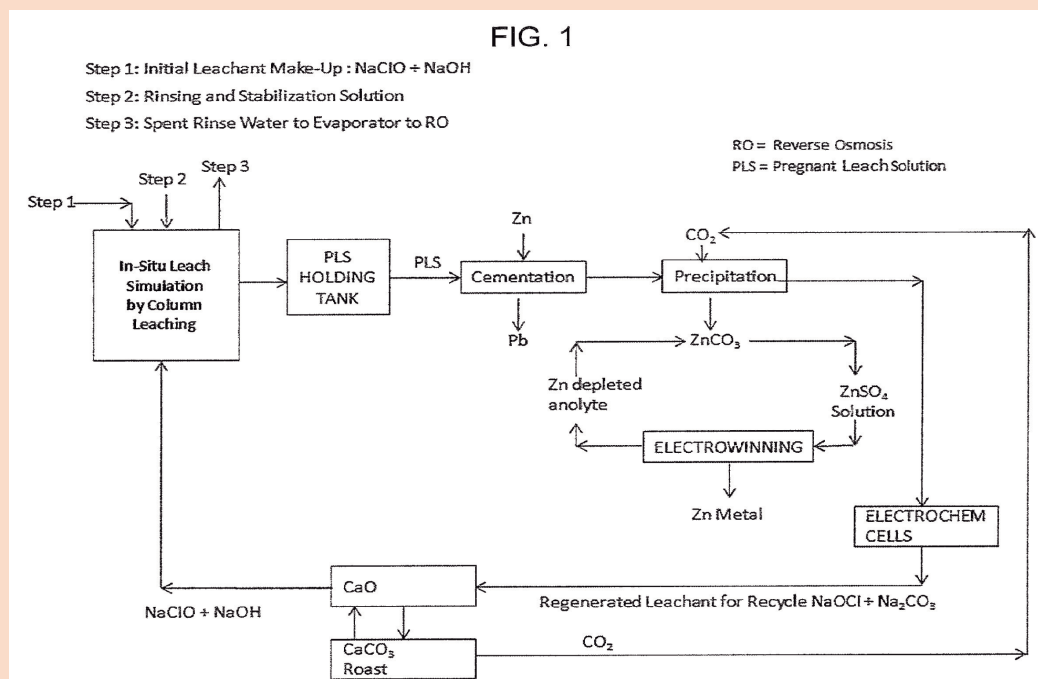 FIG. 1
Step 1: Initial Leachant Make-Up : NaClO + NaOH
Step 2: Rinsing and Stabilization Solution
Step 3: Spent Rinse Water to Evaporator to RO
RO = Reverse Osmosis
PLS = Pregnant Leach Solution
Step 3
Step 2
Step 1
In-Situ Leach
Simulation
by Column
Leaching
PLS
HOLDING
TANK
PLS
Zn
Cementation
Pb
CO₂
Precipitation
ZnCO₃
Zn depleted
anolyte
ZnSO₄
Solution
ELECTROWINNING
Zn Metal
ELECTROCHEM
CELLS
CaO
NaClO + NaOH
Regenerated Leachant for Recycle NaOCl + Na₂CO₃
CaCO₃
Roast
CO₂